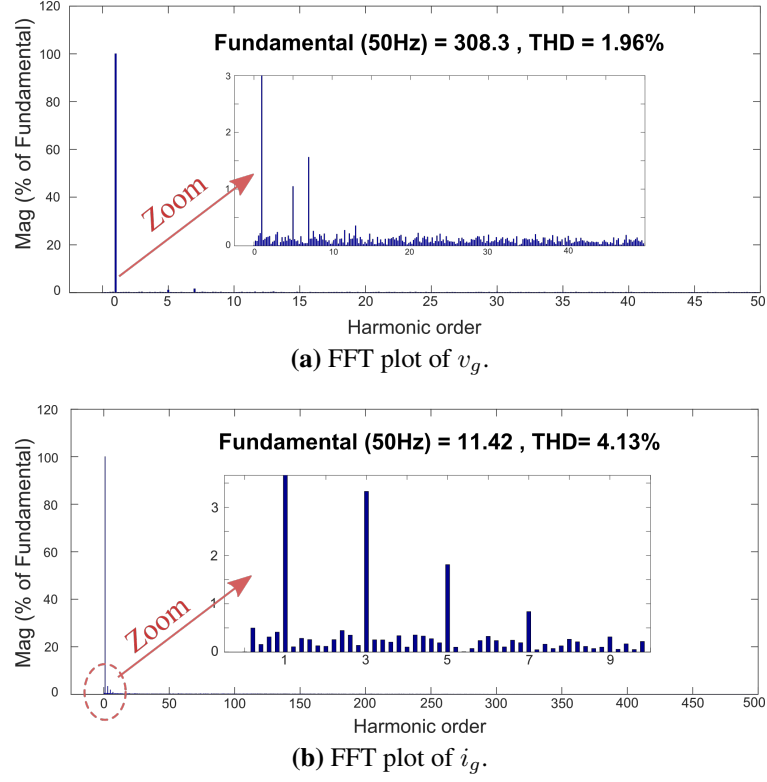 Fundamental (50Hz) = 308.3 , THD = 1.96%
Mag (% of Fundamental)
120
100
80
60
40
20
0
3
2
1
0
0 10 20 30 40
Zoom
0 5 10 15 20 25 30 35 40 45 50
Harmonic order
(a) FFT plot of v_g.
Fundamental (50Hz) = 11.42 , THD= 4.13%
Mag (% of Fundamental)
120
100
80
60
40
20
0
3
2
1
0
1 3 5 7 9
Zoom
0 50 100 150 200 250 300 350 400 450 500
Harmonic order
(b) FFT plot of i_g.